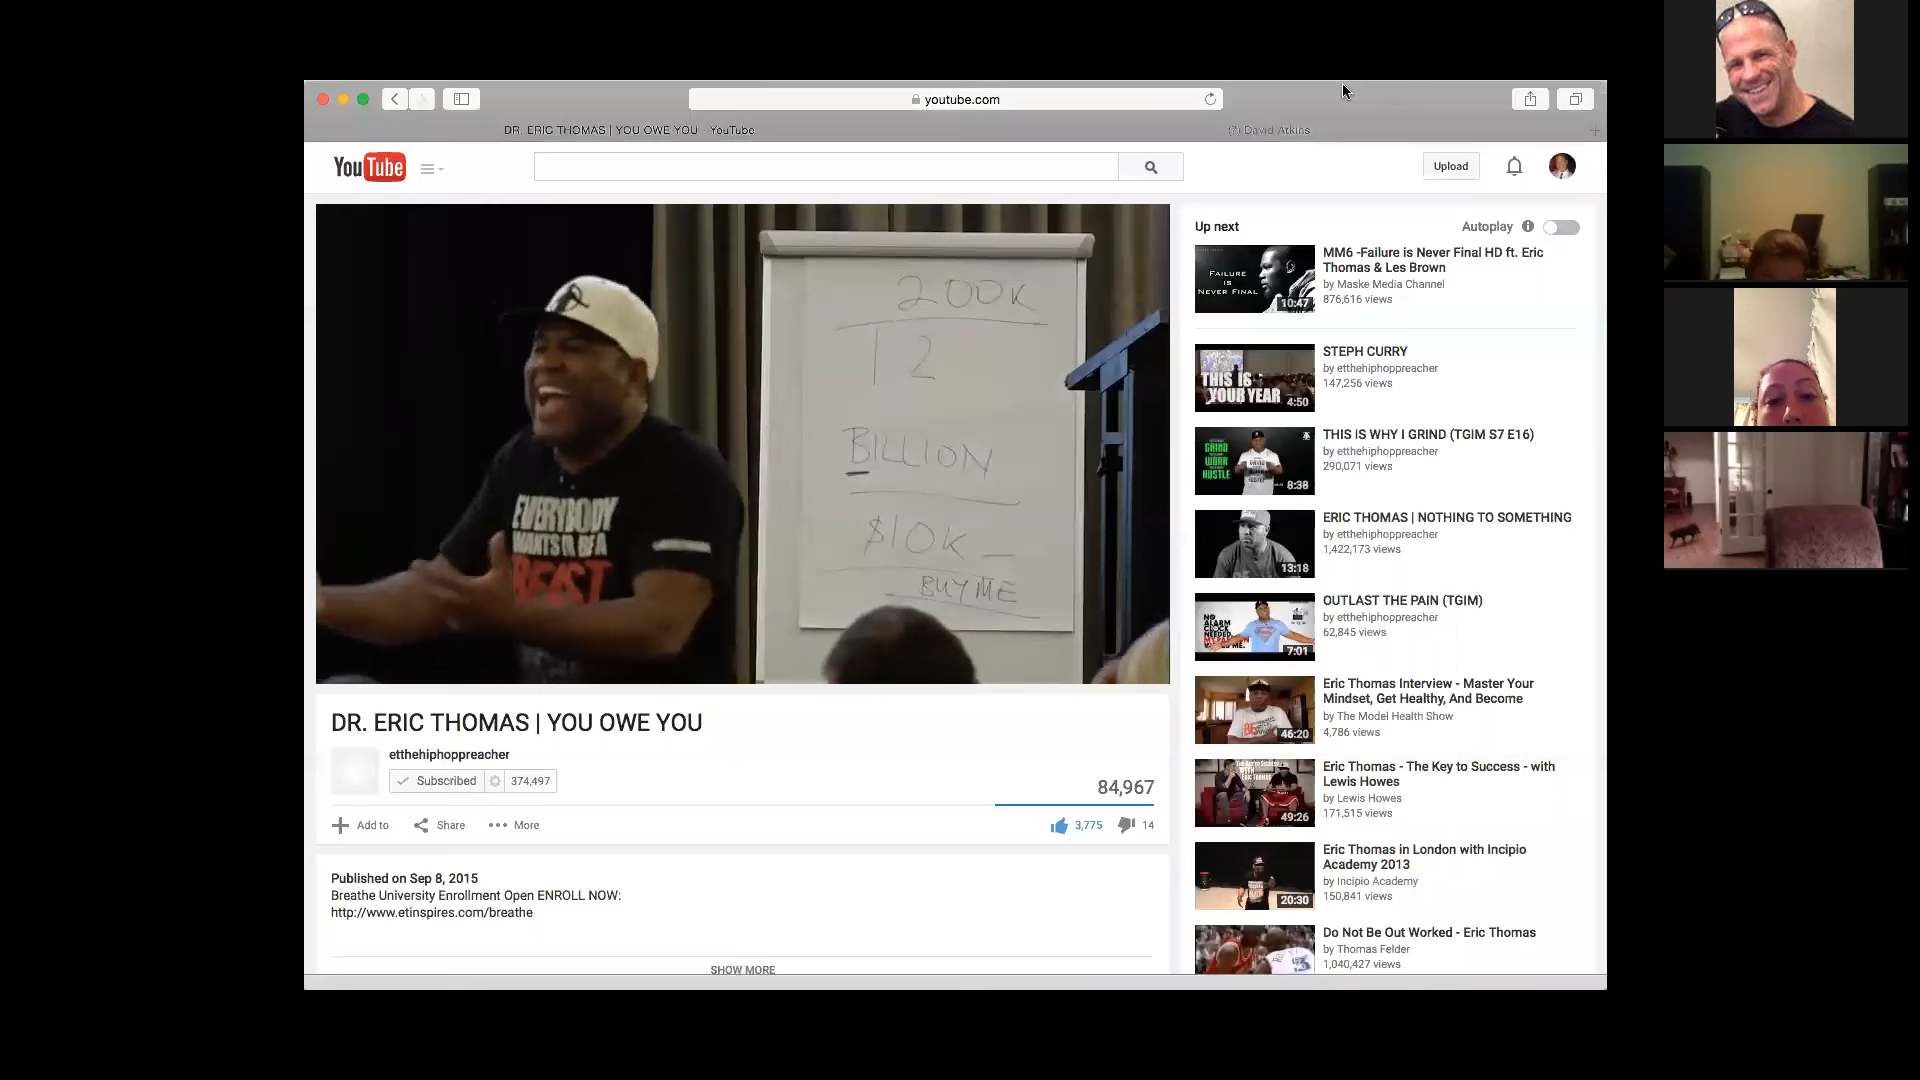 youtube.com
DR. ERIC THOMAS | YOU OWE YOU - YouTube
(7) David Atkins
YouTube
Upload
200K
12
BILLION
$10K -
BUY ME
EVERYBODY
WANTS TO BE A
BEAST
DR. ERIC THOMAS | YOU OWE YOU
etthehiphoppreacher
Subscribed 374,497
84,967
Add to Share More 3,775 14
Published on Sep 8, 2015
Breathe University Enrollment Open ENROLL NOW:
http://www.etinspires.com/breathe
SHOW MORE
Up next Autoplay
FAILURE
IS
NEVER FINAL
10:47
MM6 -Failure is Never Final HD ft. Eric
Thomas & Les Brown
by Maske Media Channel
876,616 views
THIS IS
YOUR YEAR
4:50
STEPH CURRY
by etthehiphoppreacher
147,256 views
GRIND
WORK
HUSTLE
8:38
THIS IS WHY I GRIND (TGIM S7 E16)
by etthehiphoppreacher
290,071 views
13:18
ERIC THOMAS | NOTHING TO SOMETHING
by etthehiphoppreacher
1,422,173 views
NO
ALARM
CLOCK
NEEDED
7:01
OUTLAST THE PAIN (TGIM)
by etthehiphoppreacher
62,845 views
46:20
Eric Thomas Interview - Master Your
Mindset, Get Healthy, And Become
by The Model Health Show
4,786 views
49:26
Eric Thomas - The Key to Success - with
Lewis Howes
by Lewis Howes
171,515 views
20:30
Eric Thomas in London with Incipio
Academy 2013
by Incipio Academy
150,841 views
3
Do Not Be Out Worked - Eric Thomas
by Thomas Felder
1,040,427 views